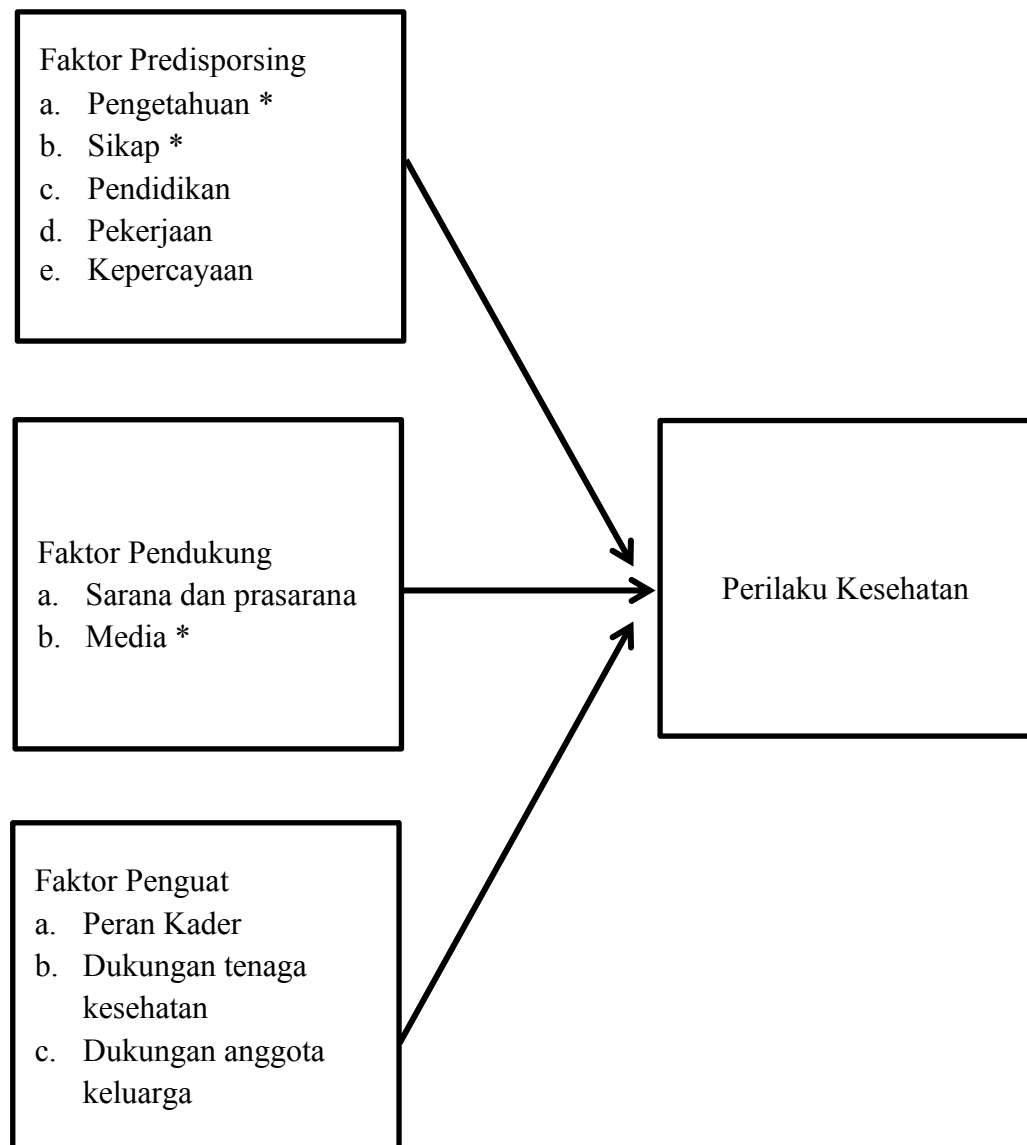 Faktor Predisporsing
a. Pengetahuan *
b. Sikap *
c. Pendidikan
d. Pekerjaan
e. Kepercayaan
Faktor Pendukung
a. Sarana dan prasarana
b. Media *
Perilaku Kesehatan
Faktor Penguat
a. Peran Kader
b. Dukungan tenaga
kesehatan
c. Dukungan anggota
keluarga